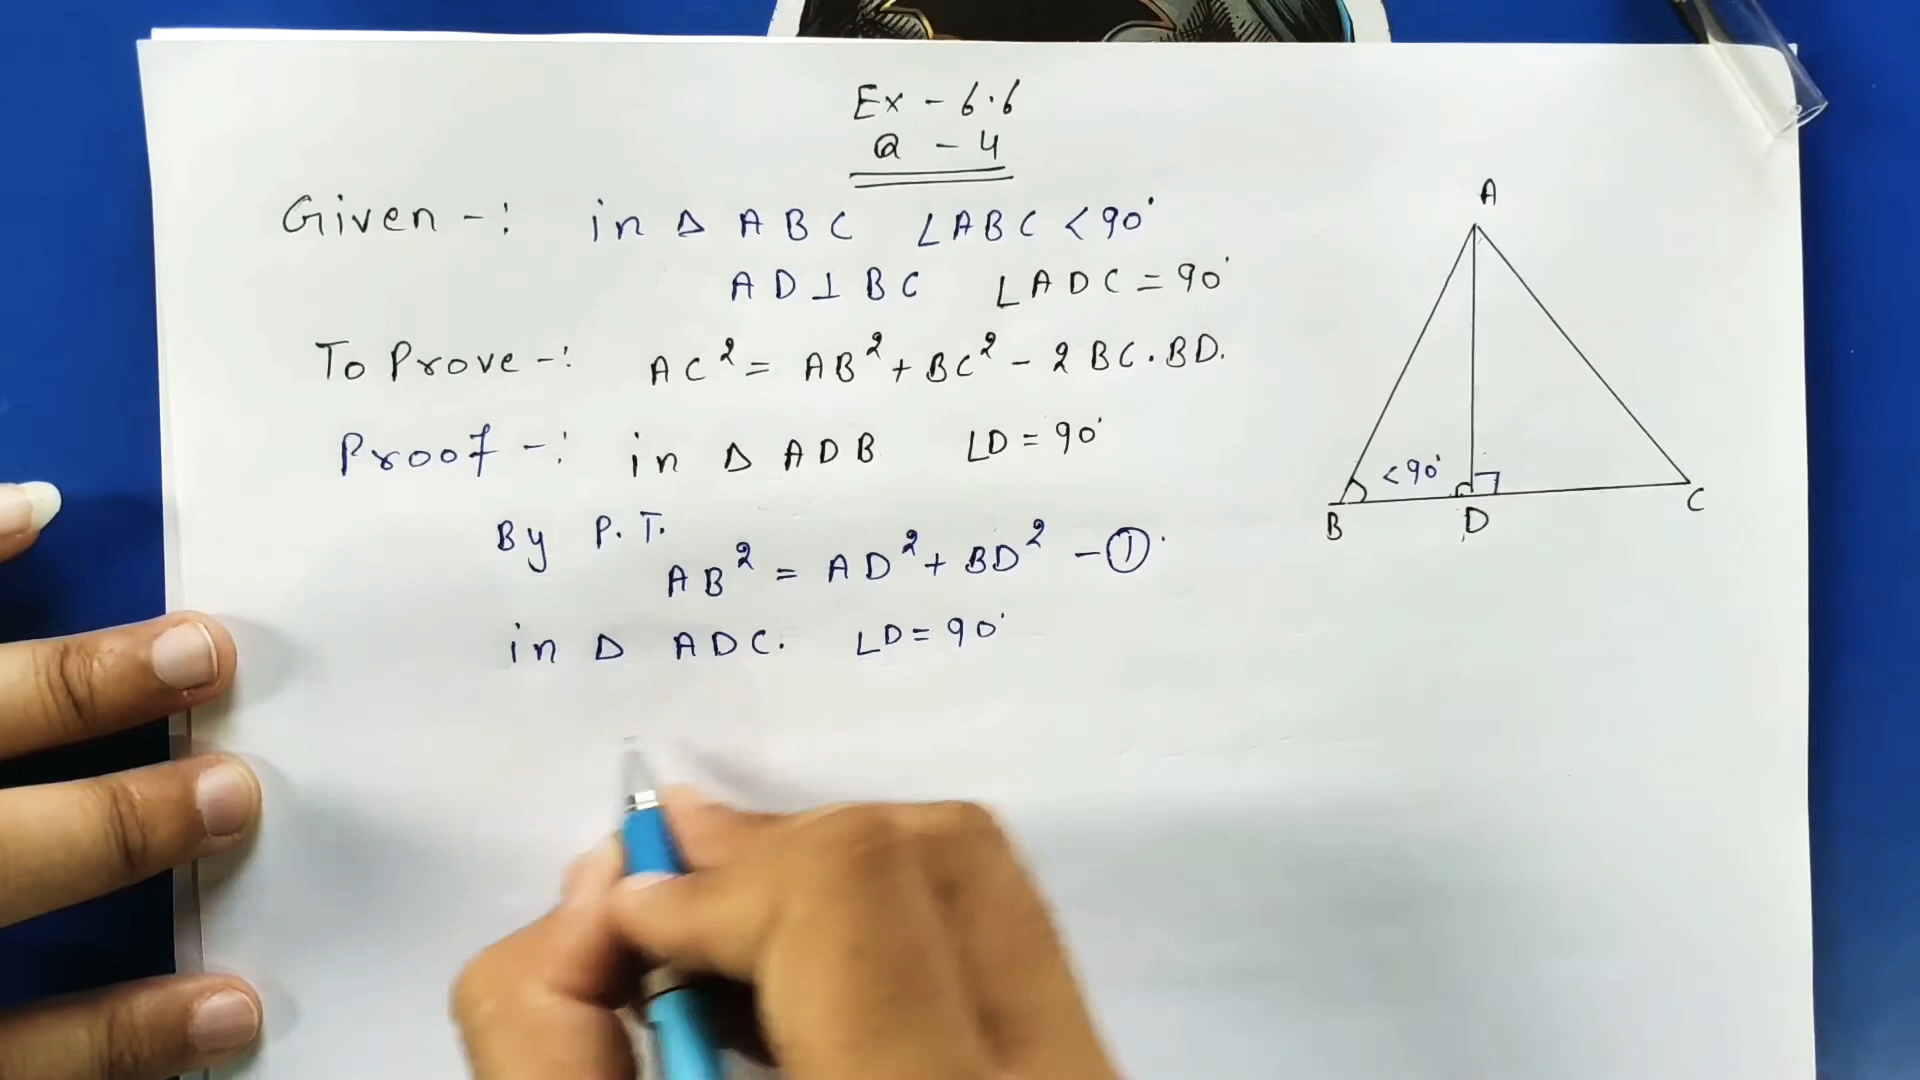 Ex - 6.6
Q - 4
Given -: in Δ ABC ∠ABC < 90°
AD ⊥ BC ∠ADC = 90°
To Prove -: AC² = AB² + BC² - 2 BC . BD.
Proof -: in Δ ADB ∠D = 90°
By P. T.
AB² = AD² + BD² - ①.
in Δ ADC. ∠D = 90°
A
< 90°
B
D
C